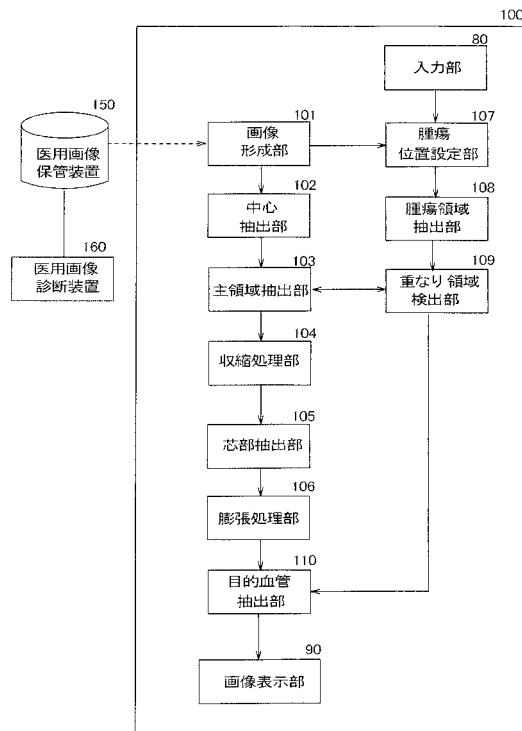 100
80
入力部
150
医用画像
保管装置
101
画像
形成部
107
腫瘍
位置設定部
102
中心
抽出部
108
腫瘍領域
抽出部
160
医用画像
診断装置
103
主領域抽出部
109
重なり領域
検出部
104
収縮処理部
105
芯部抽出部
106
膨張処理部
110
目的血管
抽出部
90
画像表示部